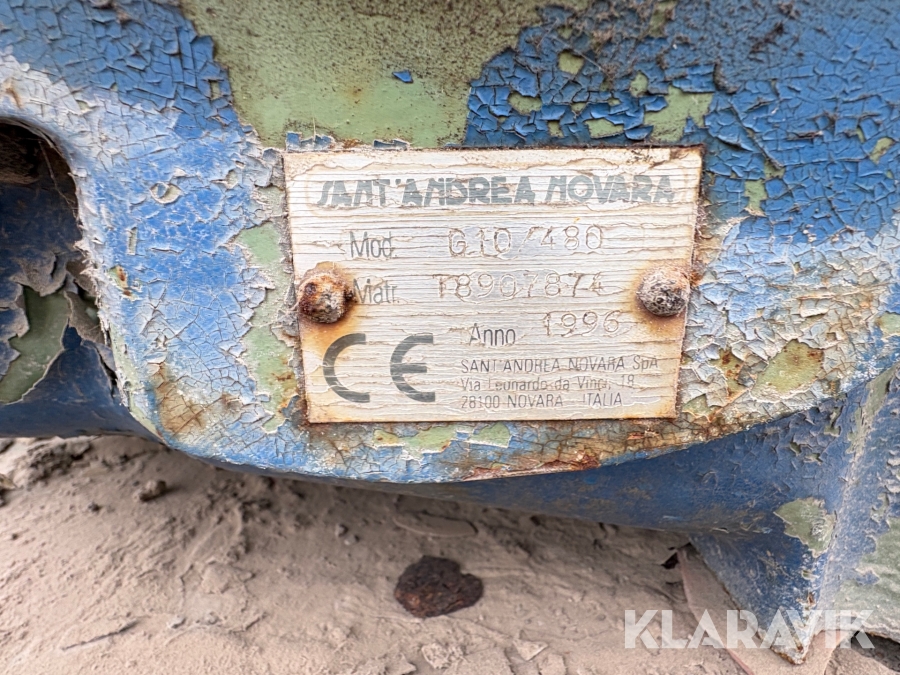 SANT'ANDREA NOVARA
Mod. G10/480
Matr. T8907874
Anno 1996
CE
SANT'ANDREA NOVARA SpA
Via Leonardo da Vinci, 18
28100 NOVARA - ITALIA
KLARAVIK